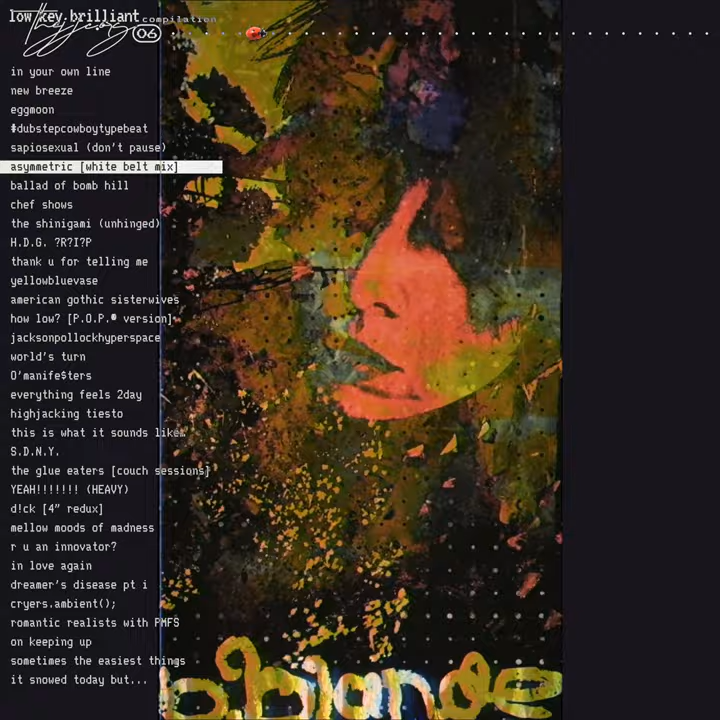 low key brilliant
compilation
06
in your own line
new breeze
eggmoon
#dubstepcowboytypebeat
sapiosexual (don't pause)
asymmetric [white belt mix]
ballad of bomb hill
chef shows
the shinigami (unhinged)
H.D.G. ?R?I?P
thank u for telling me
yellowbluevase
american gothic sisterwives
how low? [P.O.P.® version]
jacksonpollockhyperspace
world's turn
O'manife$ters
everything feels 2day
highjacking tiesto
this is what it sounds like…
S.D.N.Y.
the glue eaters [couch sessions]
YEAH!!!!!!! (HEAVY)
d!ck [4” redux]
mellow moods of madness
r u an innovator?
in love again
dreamer's disease pt i
cryers.ambient();
romantic realists with PMFS
on keeping up
sometimes the easiest things
it snowed today but...
b.blonde